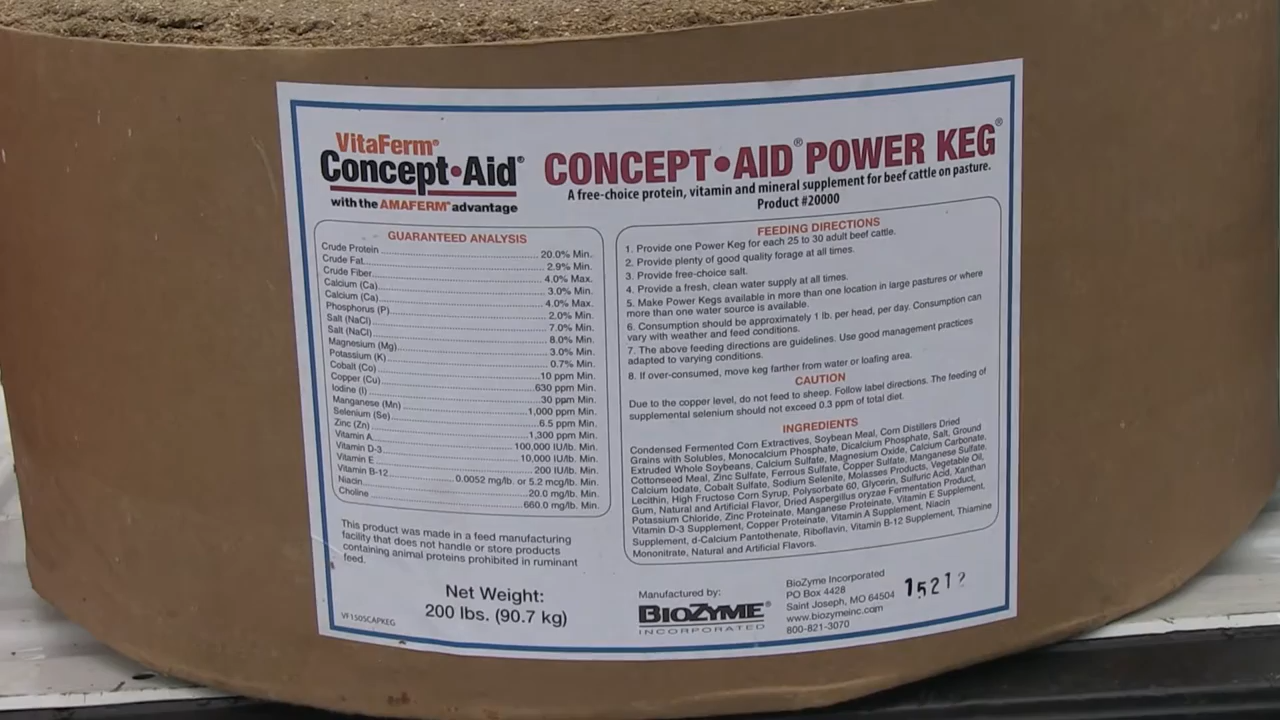 VitaFerm®
Concept•Aid®
with the AMAFERM® advantage
CONCEPT•AID® POWER KEG®
A free-choice protein, vitamin and mineral supplement for beef cattle on pasture.
Product #20000
GUARANTEED ANALYSIS
Crude Protein 20.0% Min.
Crude Fat 2.9% Min.
Crude Fiber 4.0% Max.
Calcium (Ca) 3.0% Min.
Calcium (Ca) 4.0% Max.
Phosphorus (P) 2.0% Min.
Salt (NaCl) 7.0% Min.
Salt (NaCl) 8.0% Min.
Magnesium (Mg) 3.0% Min.
Potassium (K) 0.7% Min.
Cobalt (Co) 10 ppm Min.
Copper (Cu) 630 ppm Min.
Iodine (I) 30 ppm Min.
Manganese (Mn) 1,000 ppm Min.
Selenium (Se) 6.5 ppm Min.
Zinc (Zn) 1,300 ppm Min.
Vitamin A 100,000 IU/lb. Min.
Vitamin D-3 10,000 IU/lb. Min.
Vitamin E 200 IU/lb. Min.
Vitamin B-12 0.0052 mg/lb. or 5.2 mcg/lb. Min.
Niacin 20.0 mg/lb. Min.
Choline 660.0 mg/lb. Min.
This product was made in a feed manufacturing
facility that does not handle or store products
containing animal proteins prohibited in ruminant
feed.
Net Weight:
200 lbs. (90.7 kg)
VF1505CAPKEG
FEEDING DIRECTIONS
1. Provide one Power Keg for each 25 to 30 adult beef cattle.
2. Provide plenty of good quality forage at all times.
3. Provide free-choice salt.
4. Provide a fresh, clean water supply at all times.
5. Make Power Kegs available in more than one location in large pastures or where
more than one water source is available.
6. Consumption should be approximately 1 lb. per head, per day. Consumption can
vary with weather and feed conditions.
7. The above feeding directions are guidelines. Use good management practices
adapted to varying conditions.
8. If over-consumed, move keg farther from water or loafing area.
CAUTION
Due to the copper level, do not feed to sheep. Follow label directions. The feeding of
supplemental selenium should not exceed 0.3 ppm of total diet.
INGREDIENTS
Condensed Fermented Corn Extractives, Soybean Meal, Corn Distillers Dried
Grains with Solubles, Monocalcium Phosphate, Dicalcium Phosphate, Salt, Ground
Extruded Whole Soybeans, Calcium Sulfate, Magnesium Oxide, Calcium Carbonate,
Cottonseed Meal, Zinc Sulfate, Ferrous Sulfate, Copper Sulfate, Manganese Sulfate,
Calcium Iodate, Cobalt Sulfate, Sodium Selenite, Molasses Products, Vegetable Oil,
Lecithin, High Fructose Corn Syrup, Polysorbate 60, Glycerin, Sulfuric Acid, Xanthan
Gum, Natural and Artificial Flavor, Dried Aspergillus oryzae Fermentation Product,
Potassium Chloride, Zinc Proteinate, Manganese Proteinate, Vitamin E Supplement,
Vitamin D-3 Supplement, Copper Proteinate, Vitamin A Supplement, Niacin
Supplement, d-Calcium Pantothenate, Riboflavin, Vitamin B-12 Supplement, Thiamine
Mononitrate, Natural and Artificial Flavors.
Manufactured by:
BIOZYME®
INCORPORATED
BioZyme Incorporated
PO Box 4428
Saint Joseph, MO 64504
www.biozymeinc.com
800-821-3070